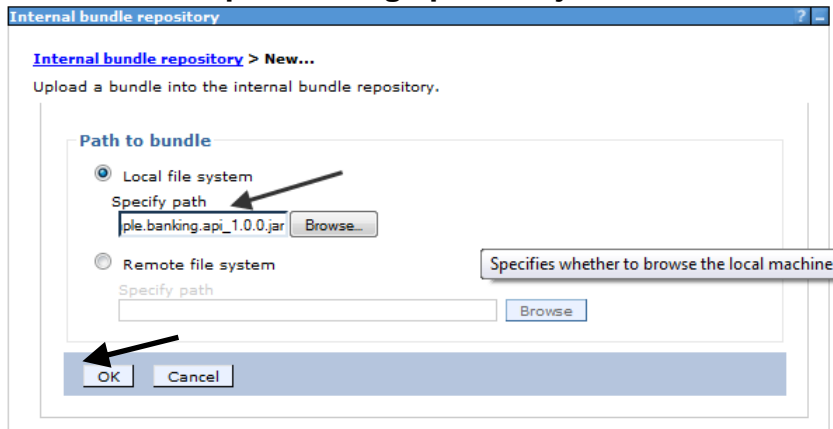 Internal bundle repository ? –
Internal bundle repository > New...
Upload a bundle into the internal bundle repository.
Path to bundle
Local file system
Specify path
ple.banking.api_1.0.0.jar Browse...
Remote file system
Specifies whether to browse the local machine
Specify path
Browse
OK Cancel